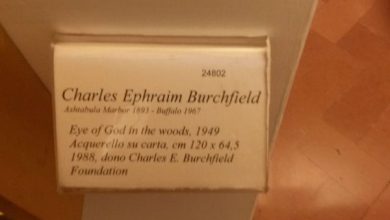 24802
Charles Ephraim Burchfield
Ashtabula Marbor 1893 - Buffalo 1967
Eye of God in the woods, 1949
Acquerello su carta, cm 120 x 64,5
1988, dono Charles E. Burchfield
Foundation